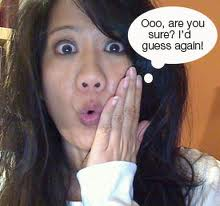 Ooo, are you
sure? I'd
guess again!